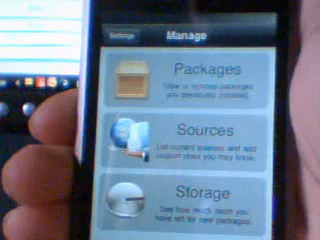 Settings Manage
Packages
View or remove packages
you previously installed.
Sources
List current sources and add
custom ones you may know.
Storage
See how much room you
have set for new packages.